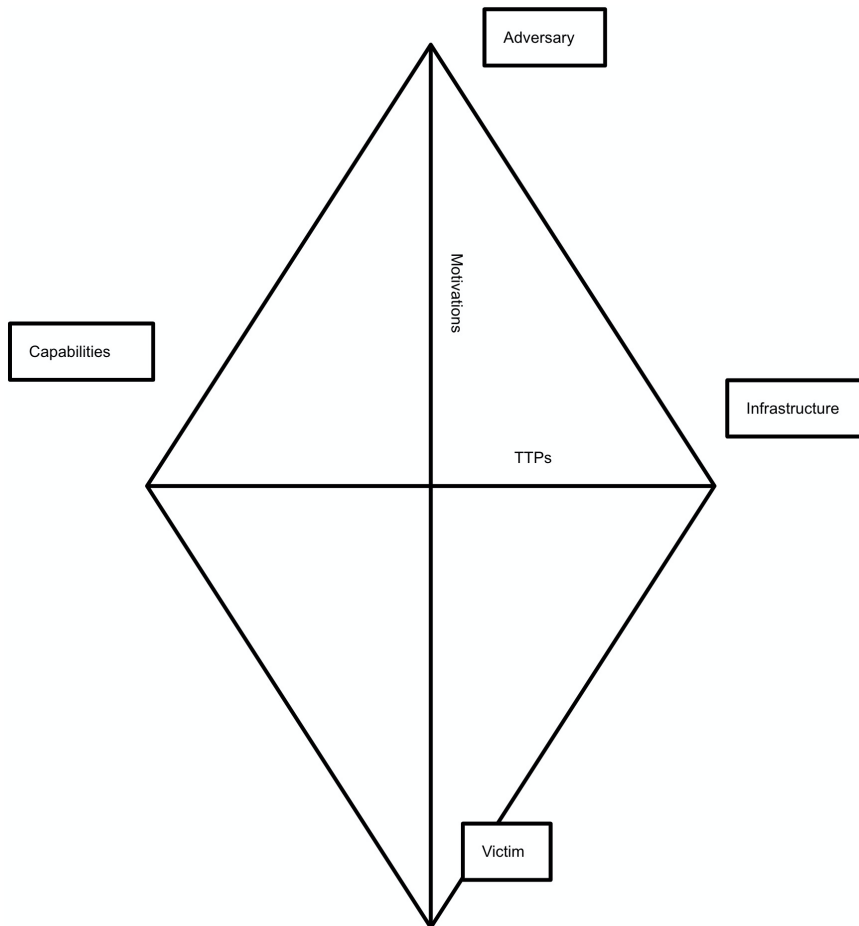 Adversary
Motivations
Capabilities
Infrastructure
TTPs
Victim